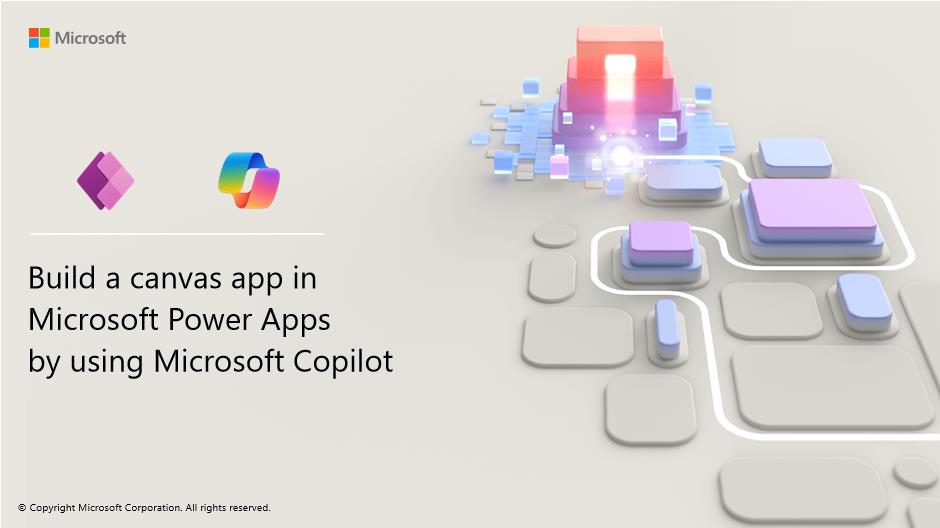 Microsoft
Build a canvas app in
Microsoft Power Apps
by using Microsoft Copilot
© Copyright Microsoft Corporation. All rights reserved.